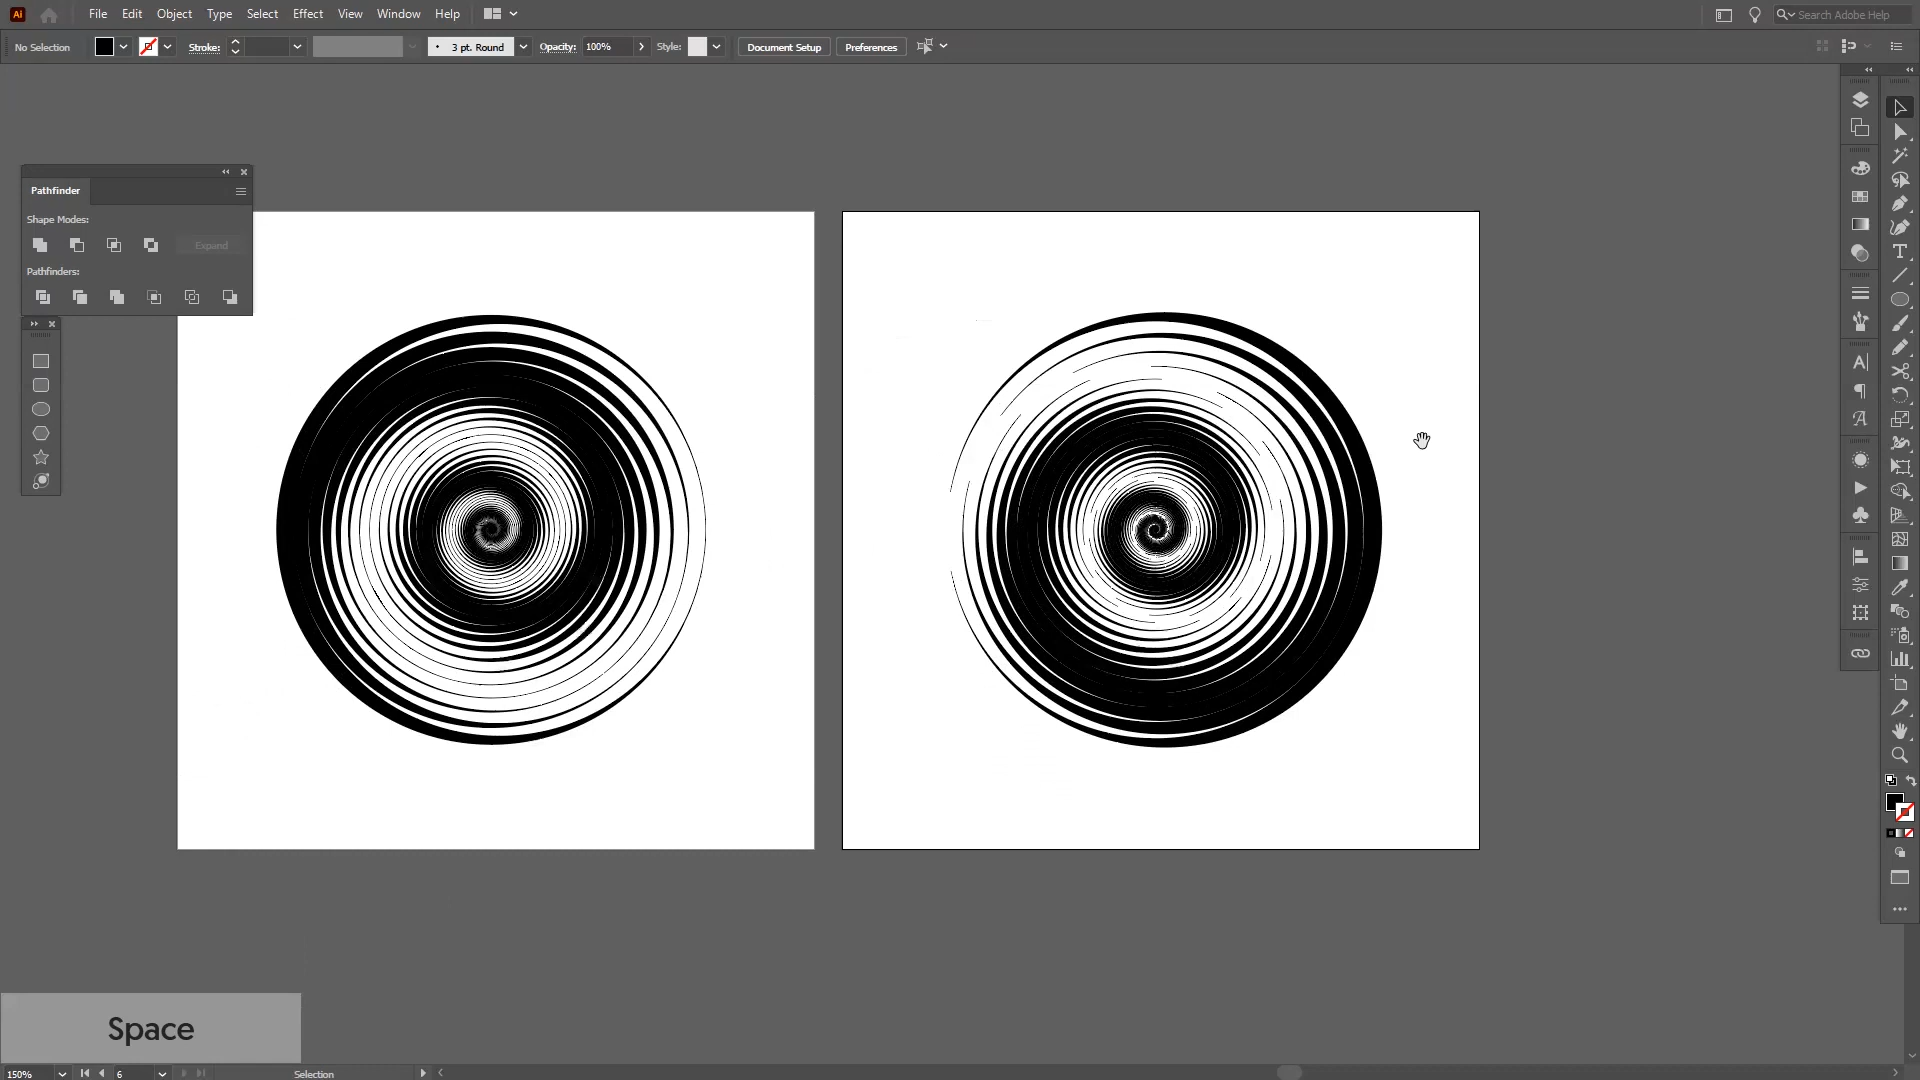 Ai File Edit Object Type Select Effect View Window Help Search Adobe Help
No Selection Stroke: 3 pt. Round Opacity: 100% Style: Document Setup Preferences
Pathfinder
Shape Modes:
Expand
Pathfinders:
Space
150% 6 Selection